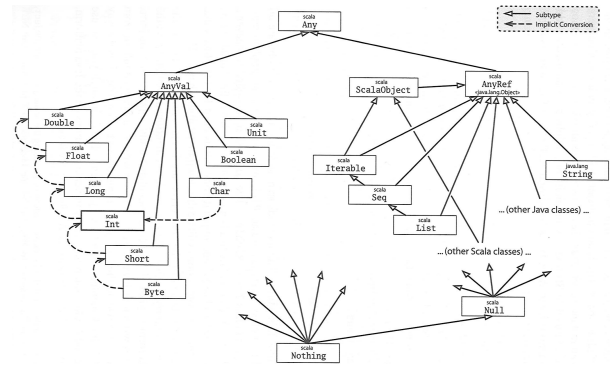 scala
Any
Subtype
Implicit Conversion
scala
AnyVal
scala
ScalaObject
scala
AnyRef
<java.lang.Object>
scala
Double
scala
Unit
scala
Float
scala
Boolean
scala
Iterable
java.lang
String
scala
Long
scala
Char
scala
Seq
scala
Int
scala
List
... (other Java classes) ...
scala
Short
... (other Scala classes) ...
scala
Byte
scala
Null
scala
Nothing